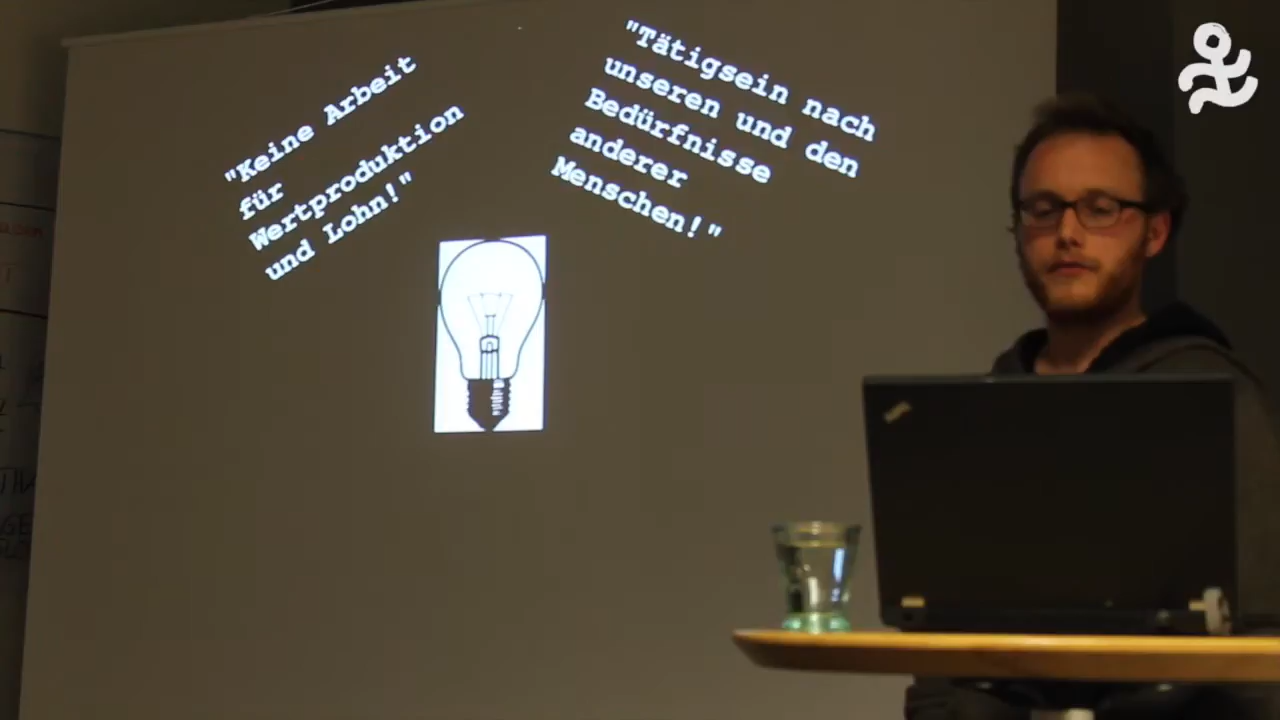 "Keine Arbeit
für
Wertproduktion
und Lohn!"
"Tätigsein nach
unseren und den
Bedürfnisse
anderer
Menschen!"